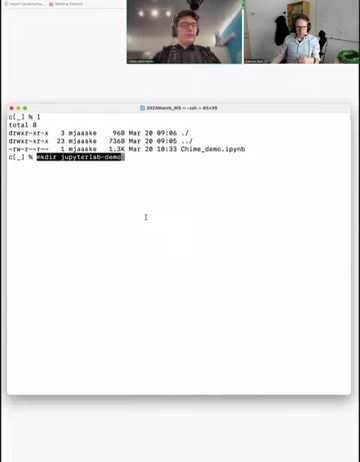 Import bookmarks... Getting Started
2024March_WS — -zsh — 85×35
c[_] % l
total 8
drwxr-xr-x 3 mjaaske 96B Mar 20 09:06 ./
drwxr-xr-x 23 mjaaske 736B Mar 20 09:05 ../
-rw-r--r-- 1 mjaaske 1.3K Mar 20 10:33 Chime_demo.ipynb
c[_] % mkdir jupyterlab-demo